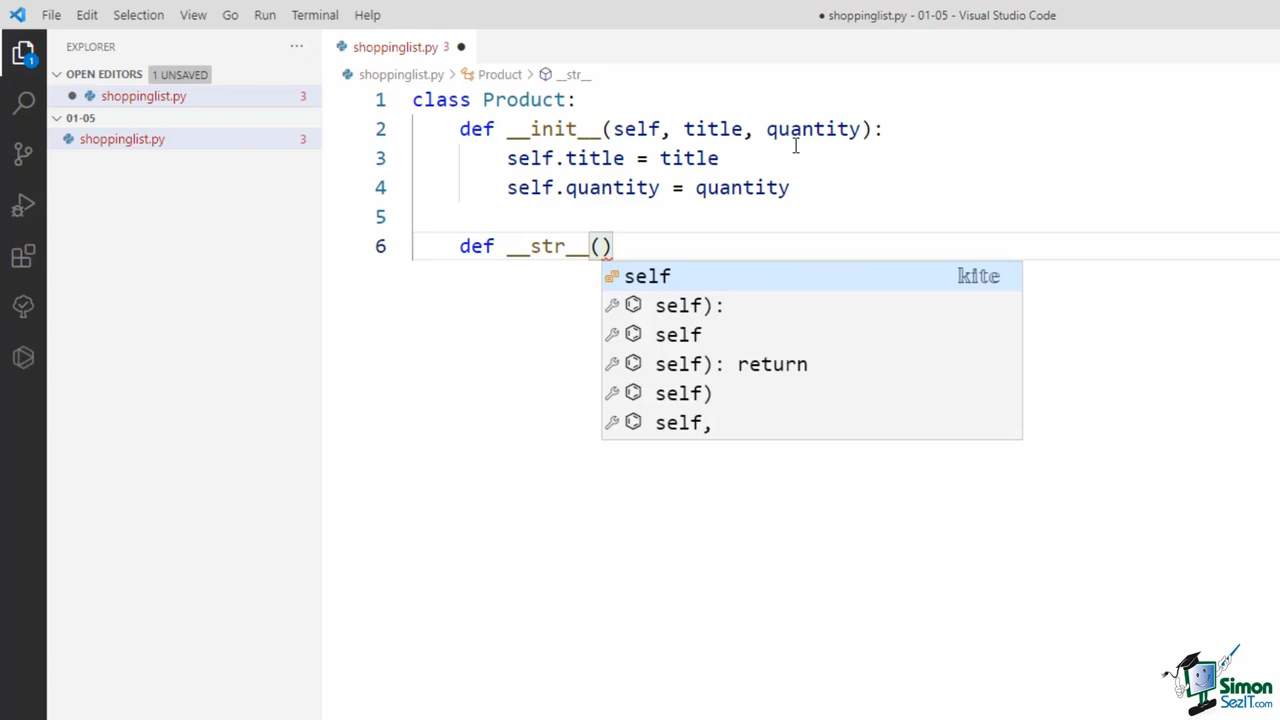 File Edit Selection View Go Run Terminal Help
● shoppinglist.py - 01-05 - Visual Studio Code
1
EXPLORER ···
OPEN EDITORS 1 UNSAVED
● shoppinglist.py 3
01-05
shoppinglist.py 3
shoppinglist.py 3 ●
shoppinglist.py > Product > __str__
1 class Product:
2 def __init__(self, title, quantity):
3 self.title = title
4 self.quantity = quantity
5
6 def __str__()
self kite
self):
self
self): return
self)
self,
Simon
SezIT.com